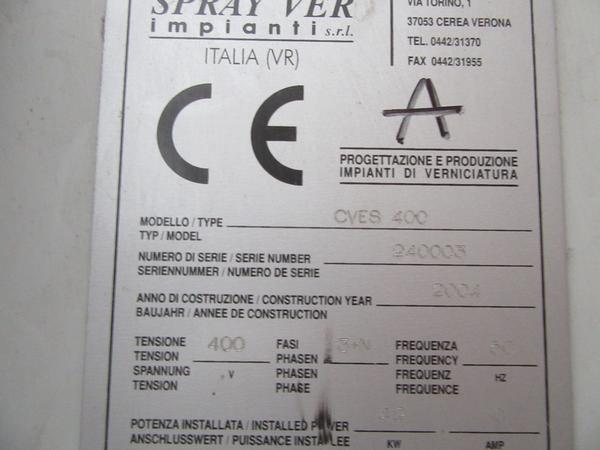 SPRAY VER
impianti s.r.l.
ITALIA (VR)
VIA TORINO, 1
37053 CEREA VERONA
TEL. 0442/31370
FAX 0442/31955
CE
A
PROGETTAZIONE E PRODUZIONE
IMPIANTI DI VERNICIATURA
MODELLO / TYPE CVES 400
TYP / MODEL
NUMERO DI SERIE / SERIE NUMBER 240003
SERIENNUMMER / NUMERO DE SERIE
ANNO DI COSTRUZIONE / CONSTRUCTION YEAR 2004
BAUJAHR / ANNEE DE CONSTRUCTION
TENSIONE 400 FASI 3+N FREQUENZA 50
TENSION PHASEN FREQUENCY
SPANNUNG V PHASEN FREQUENZ HZ
TENSION PHASE FREQUENCE
POTENZA INSTALLATA / INSTALLED POWER
ANSCHLUSSWERT / PUISSANCE INSTALLEE KW AMP